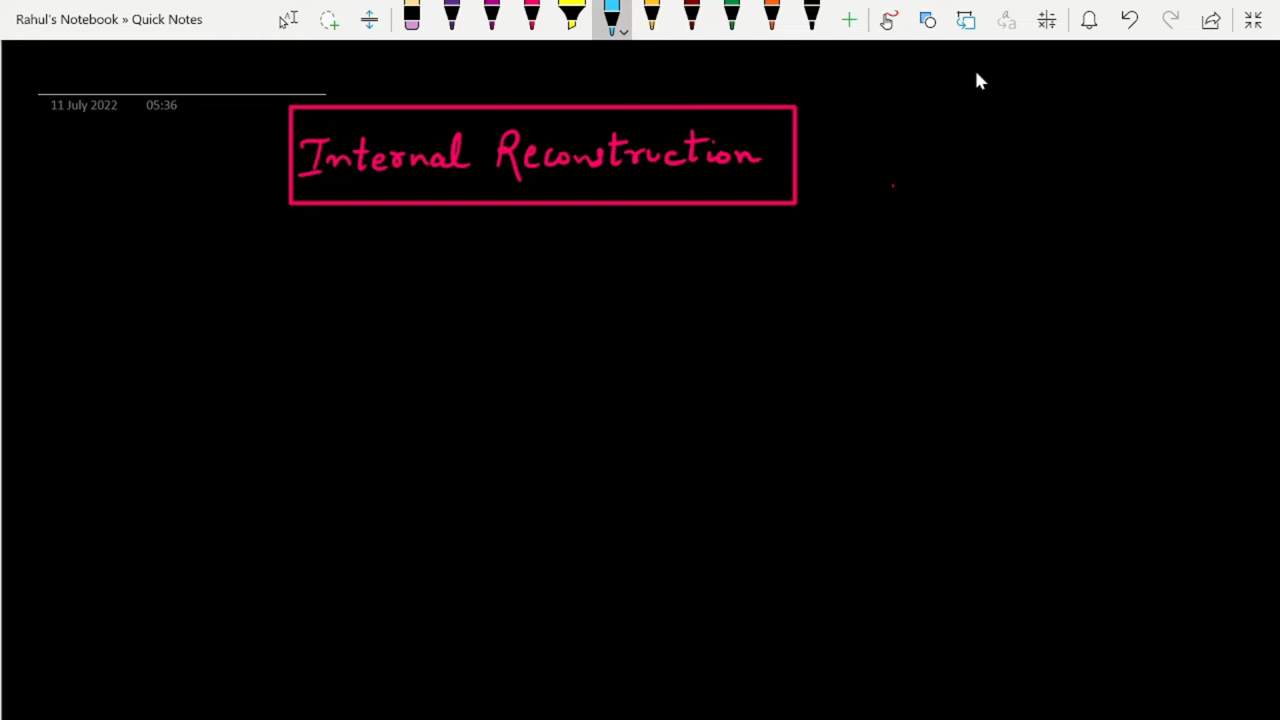 Rahul's Notebook » Quick Notes
11 July 2022 05:36
Internal Reconstruction